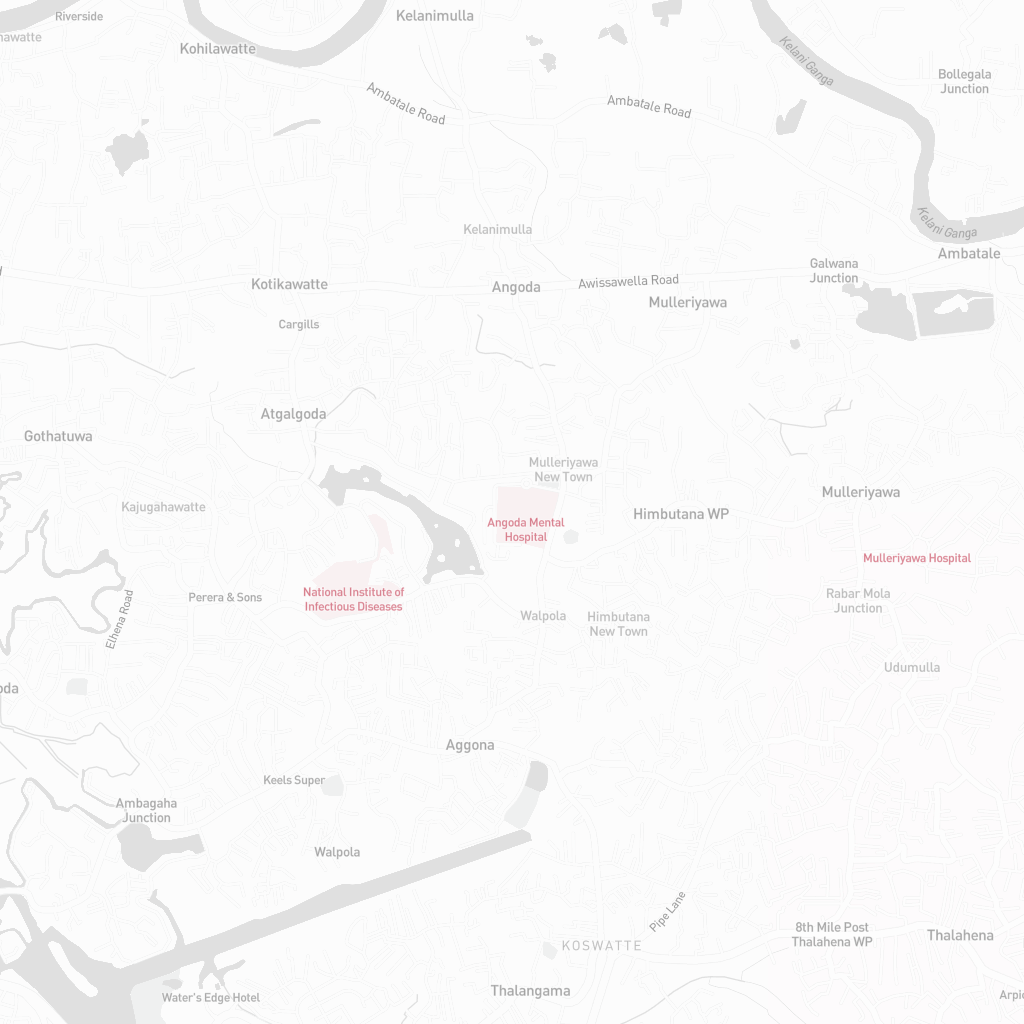 Riverside
Kelanimulla
Kohilawatte
Ambatale Road
Ambatale Road
Kelani Ganga
Bollegala
Junction
Kelanimulla
Kelani Ganga
Ambatale
Galwana
Junction
Kotikawatte
Angoda
Awissawella Road
Mulleriyawa
Cargills
Atgalgoda
Gothatuwa
Mulleriyawa
New Town
Mulleriyawa
Kajugahawatte
Himbutana WP
Angoda Mental
Hospital
Mulleriyawa Hospital
National Institute of
Infectious Diseases
Perera & Sons
Elhena Road
Rabar Mola
Junction
Walpola
Himbutana
New Town
Udumulla
Aggona
Keels Super
Ambagaha
Junction
Walpola
Pipe Lane
8th Mile Post
Thalahena WP
Thalahena
KOSWATTE
Thalangama
Water's Edge Hotel